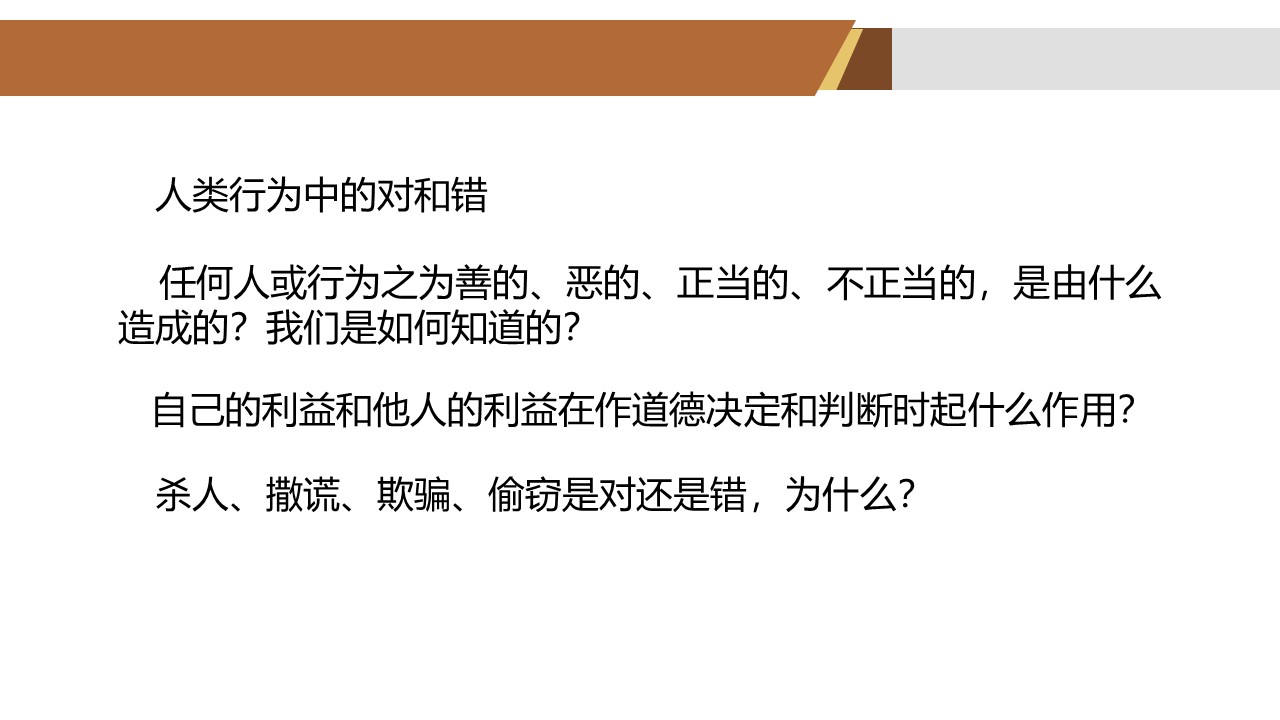 人类行为中的对和错
任何人或行为之为善的、恶的、正当的、不正当的，是由什么
造成的？我们是如何知道的？
自己的利益和他人的利益在作道德决定和判断时起什么作用？
杀人、撒谎、欺骗、偷窃是对还是错，为什么？